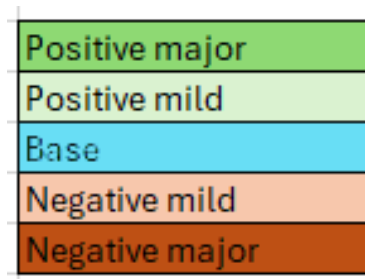 Positive major
Positive mild
Base
Negative mild
Negative major